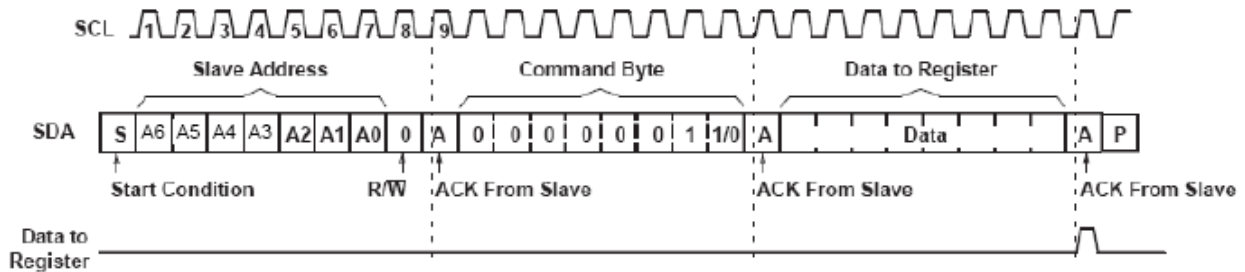 SCL 1 2 3 4 5 6 7 8 9
Slave Address Command Byte Data to Register
SDA S A6 A5 A4 A3 A2 A1 A0 0 A 0 0 0 0 0 0 1 1/0 A Data A P
Start Condition R/W̅ ACK From Slave ACK From Slave ACK From Slave
Data to
Register